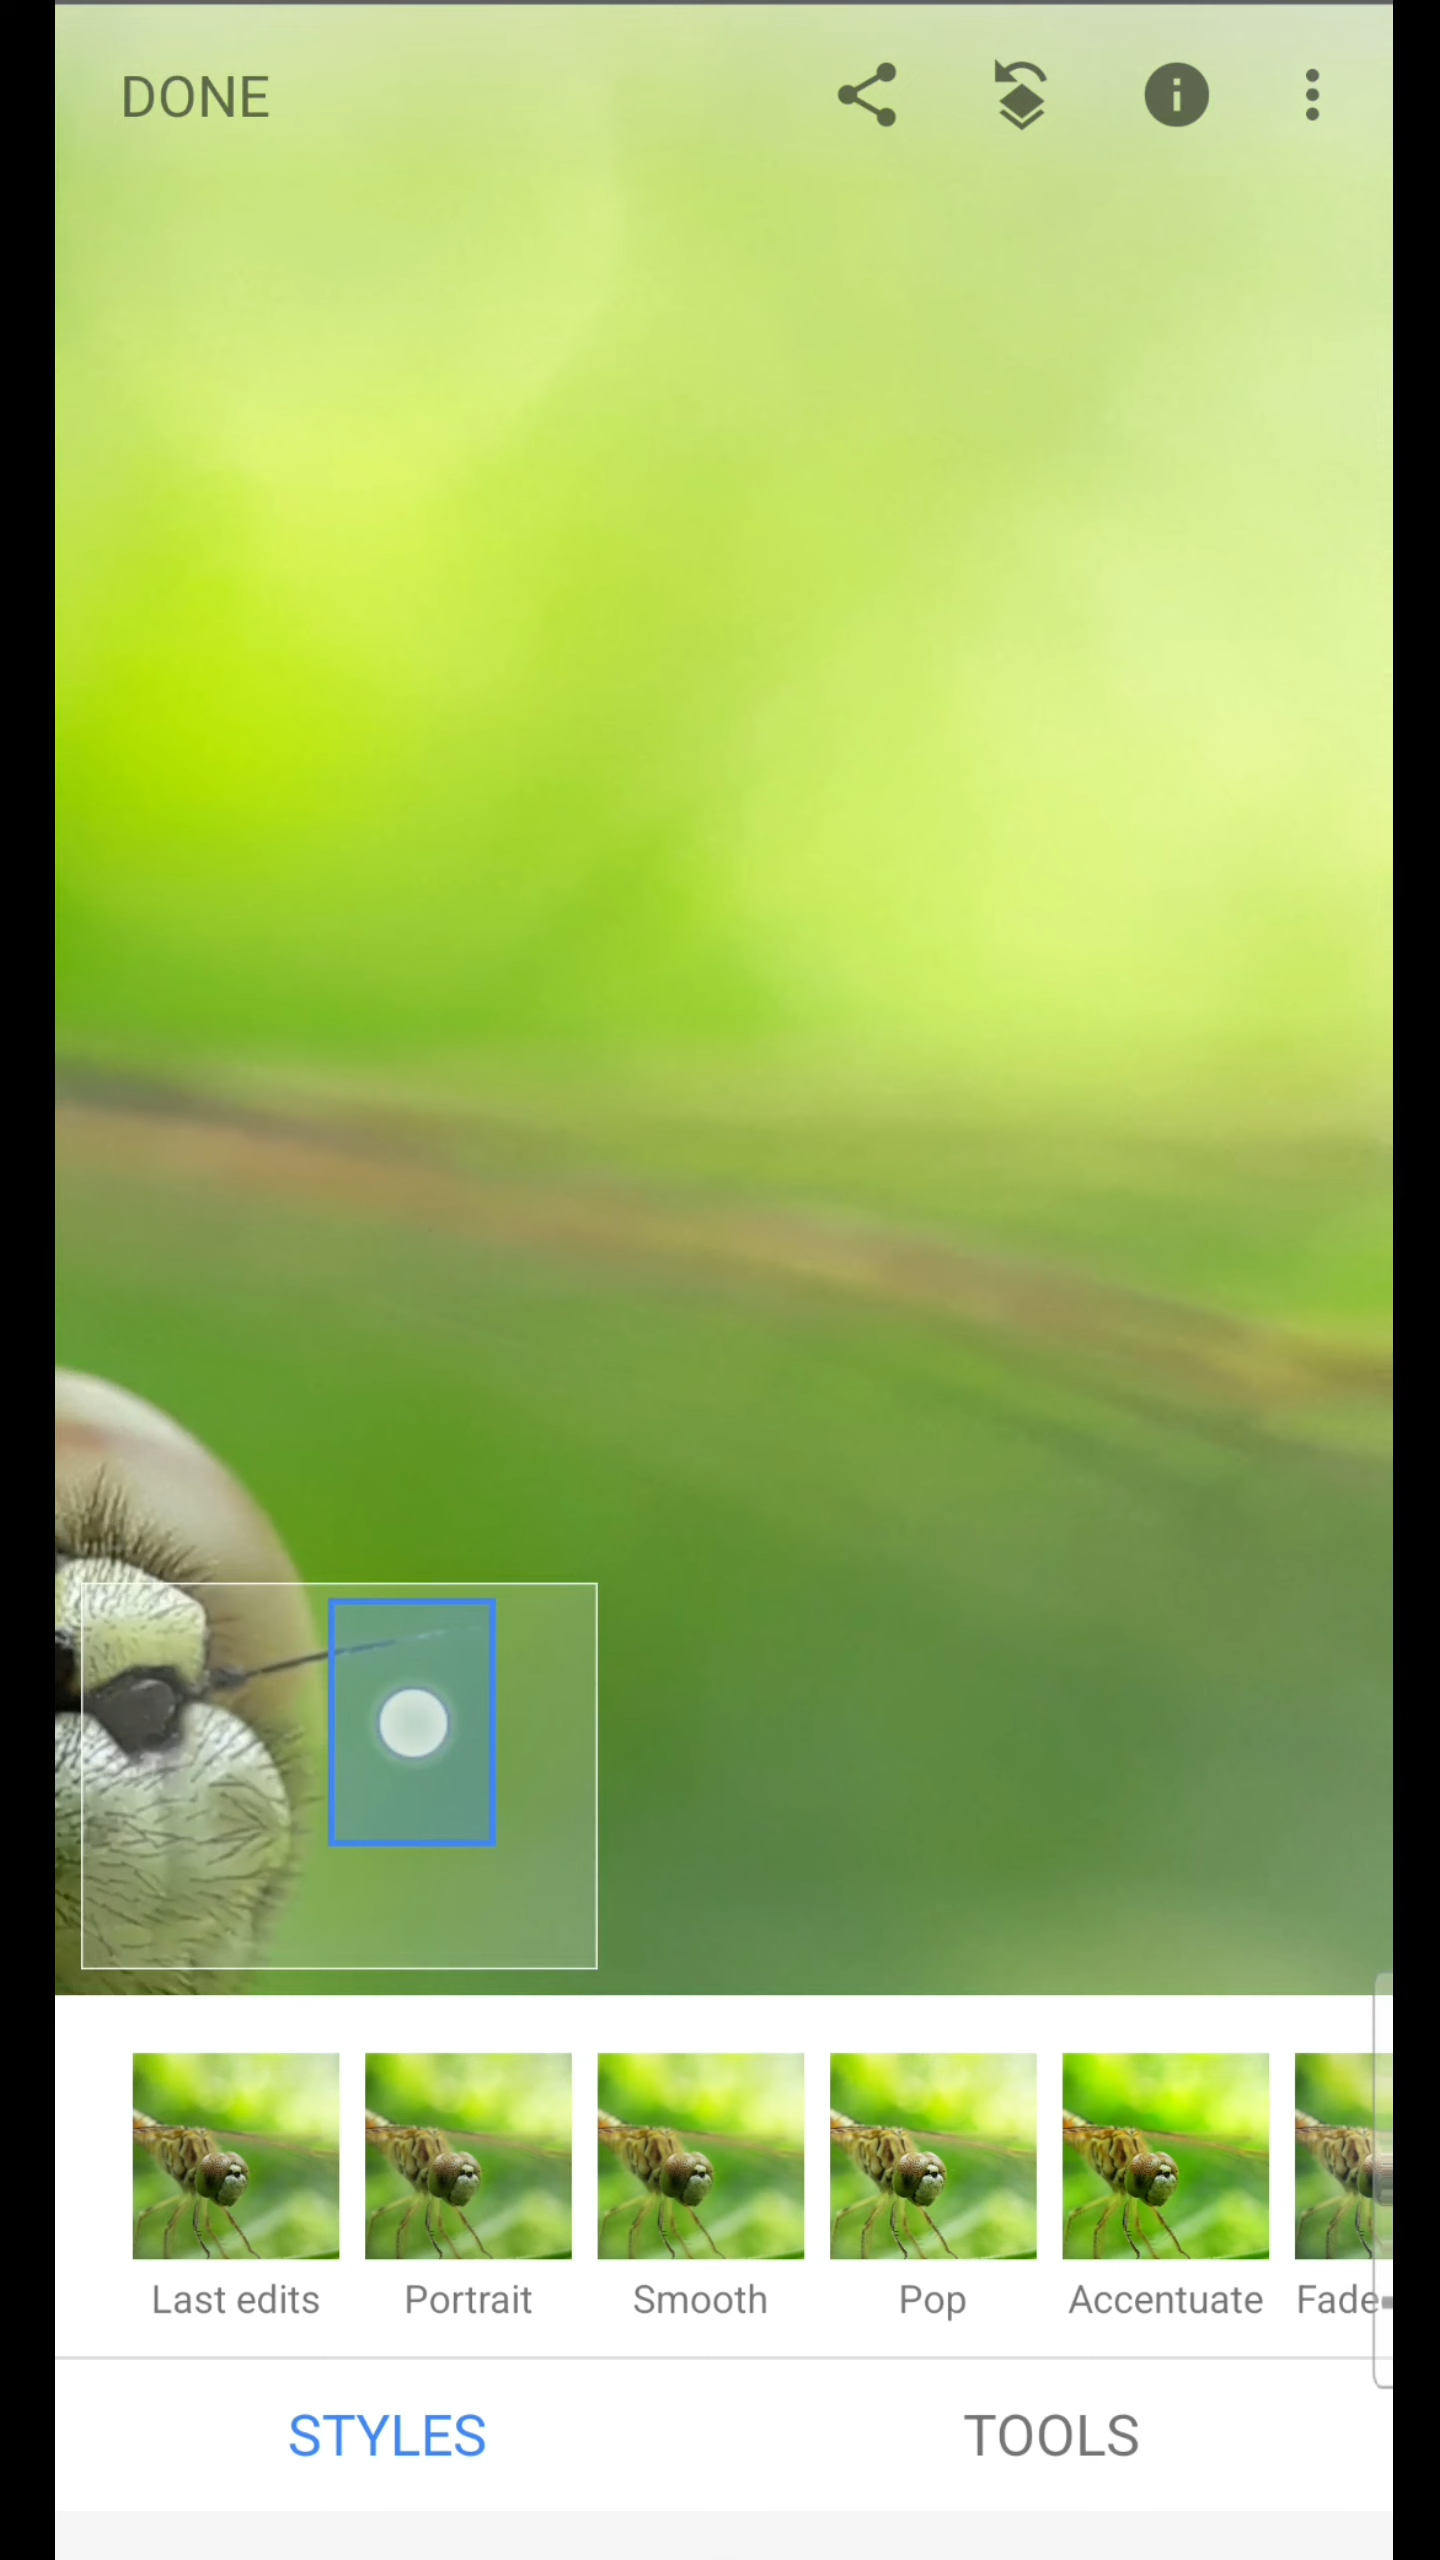 DONE
Last edits
Portrait
Smooth
Pop
Accentuate
Fade
STYLES
TOOLS